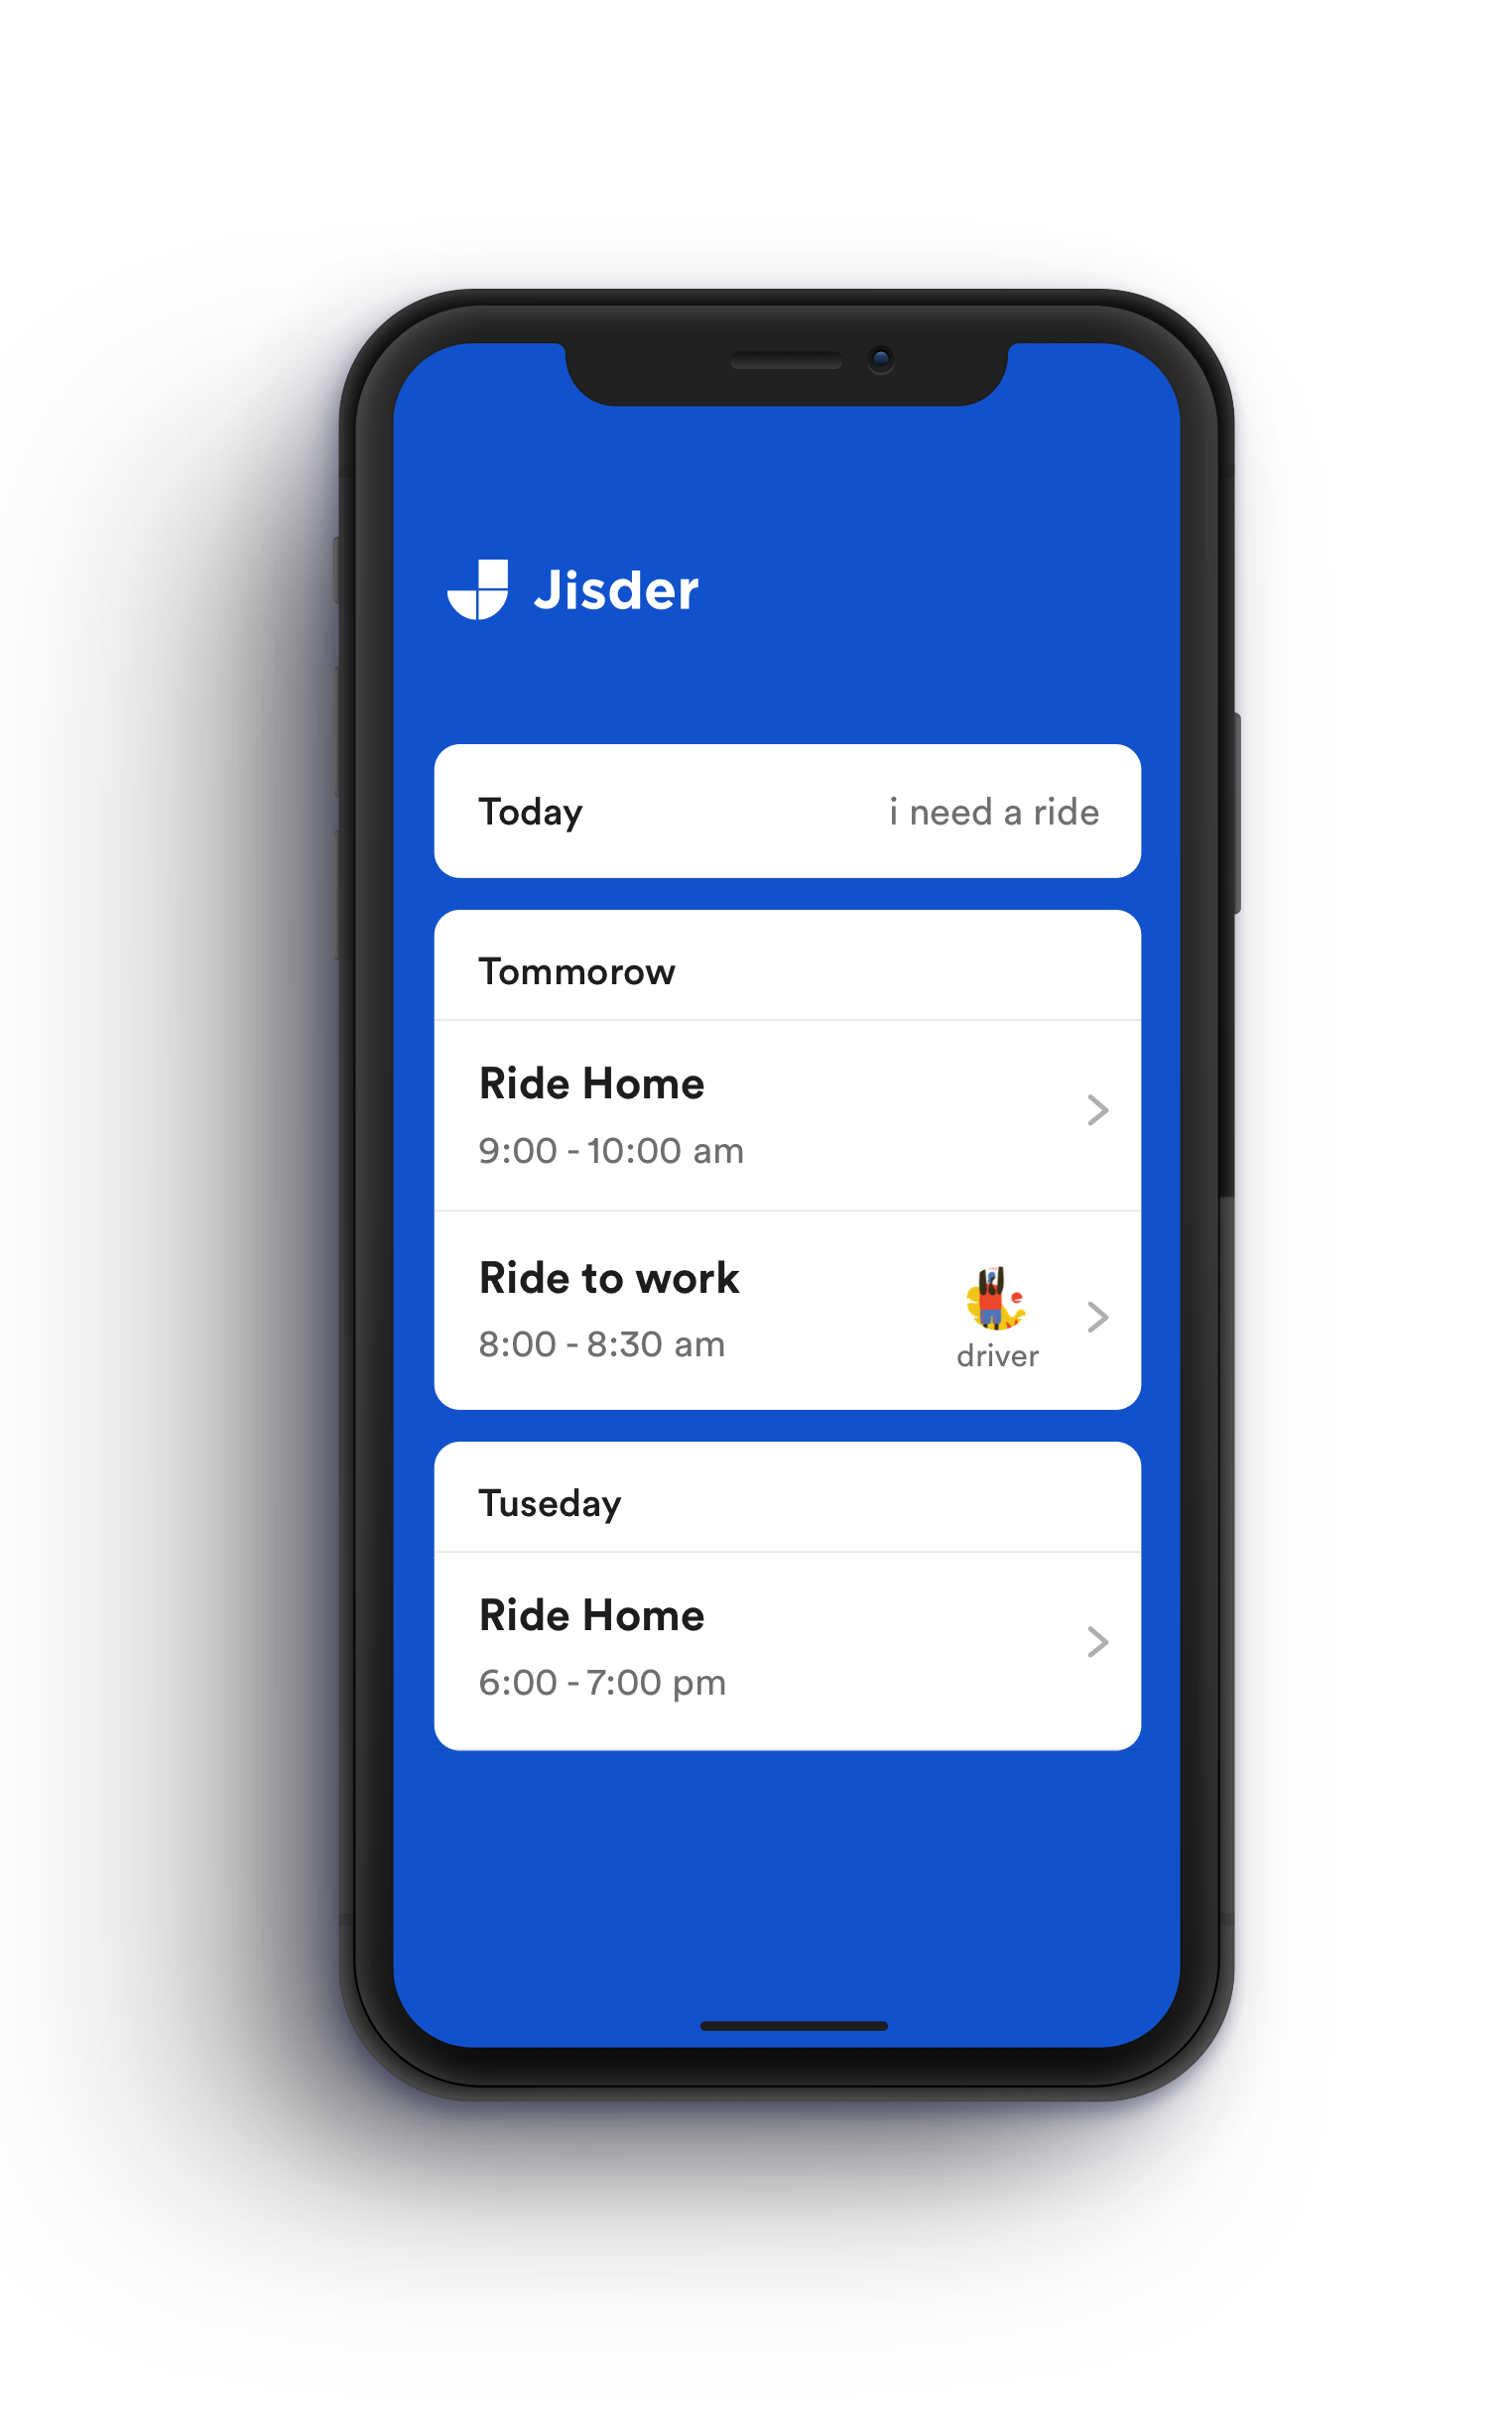 Jisder
Today i need a ride
Tommorow
Ride Home
9:00 - 10:00 am
Ride to work
8:00 - 8:30 am
driver
Tuseday
Ride Home
6:00 - 7:00 pm